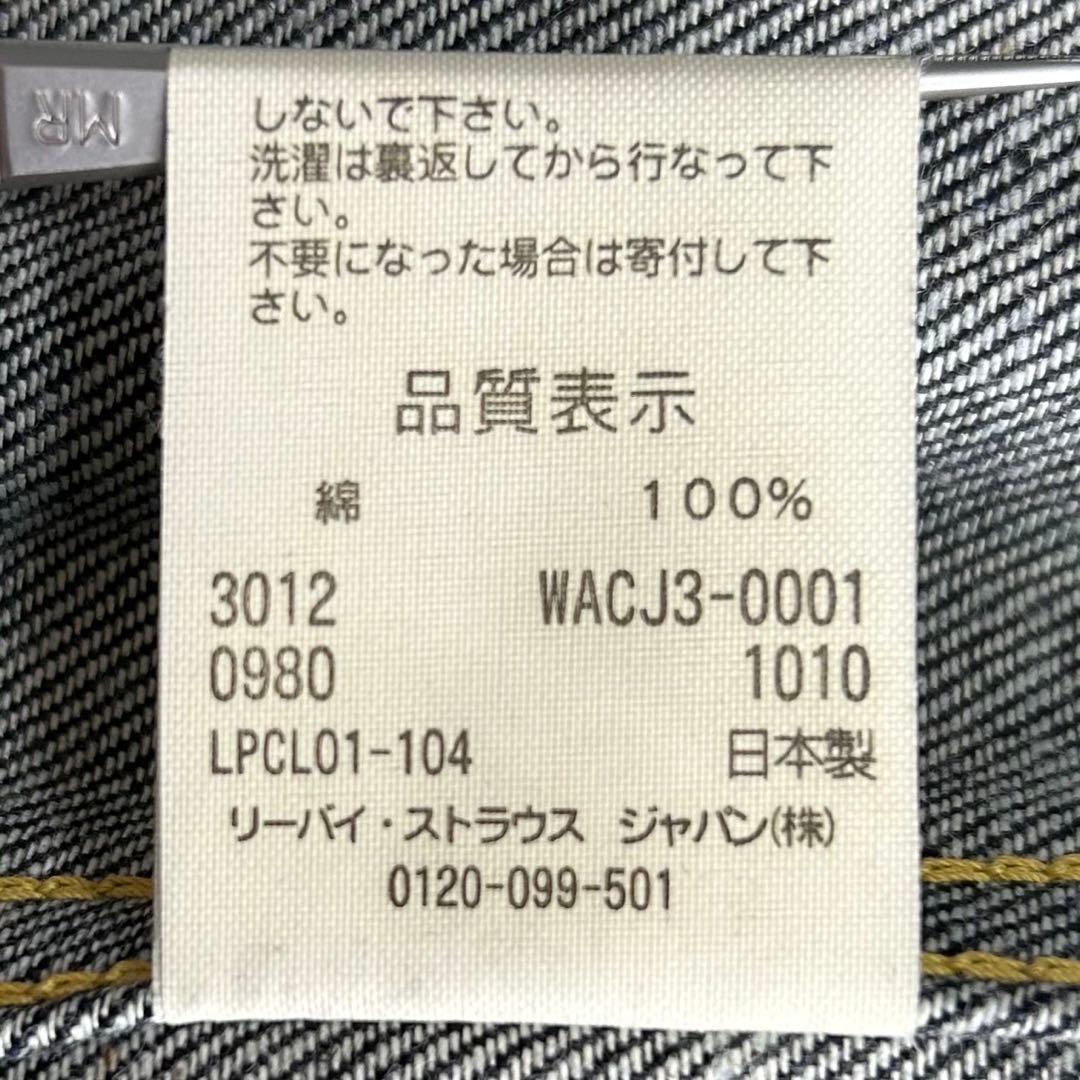 しないで下さい。
洗濯は裏返してから行なって下
さい。
不要になった場合は寄付して下
さい。
品質表示
綿 100%
3012 WACJ3-0001
0980 1010
LPCL01-104 日本製
リーバイ・ストラウス ジャパン(株)
0120-099-501
MR